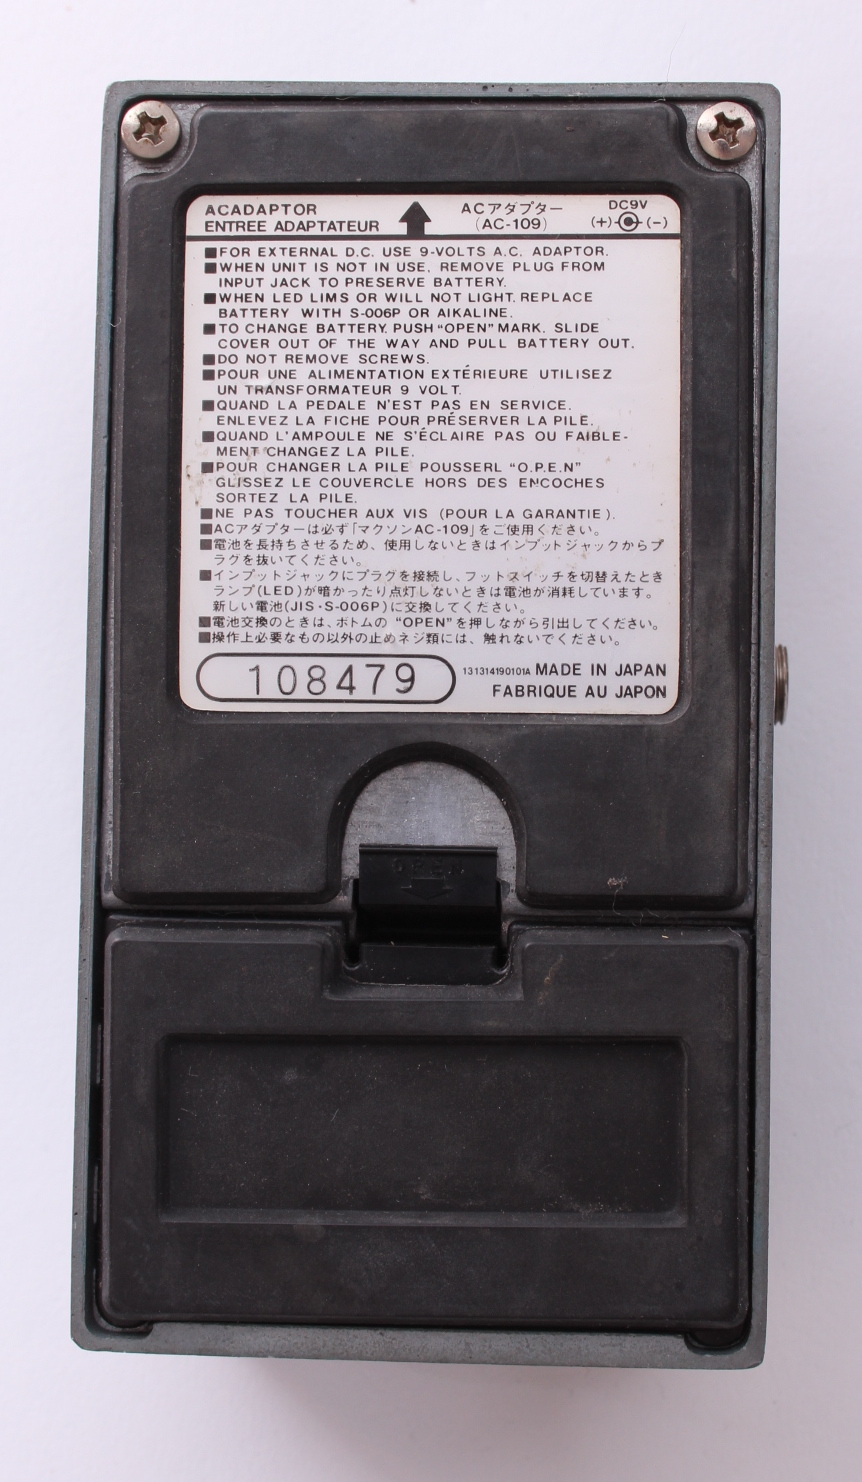 ACADAPTOR
ENTREE ADAPTATEUR
ACアダプター
(AC-109)
DC9V
(+) (-)
■FOR EXTERNAL D.C. USE 9-VOLTS A.C. ADAPTOR.
■WHEN UNIT IS NOT IN USE, REMOVE PLUG FROM
INPUT JACK TO PRESERVE BATTERY.
■WHEN LED LIMS OR WILL NOT LIGHT. REPLACE
BATTERY WITH S-006P OR AIKALINE.
■TO CHANGE BATTERY. PUSH "OPEN" MARK. SLIDE
COVER OUT OF THE WAY AND PULL BATTERY OUT.
■DO NOT REMOVE SCREWS.
■POUR UNE ALIMENTATION EXTÉRIEURE UTILISEZ
UN TRANSFORMATEUR 9 VOLT.
■QUAND LA PEDALE N'EST PAS EN SERVICE.
ENLEVEZ LA FICHE POUR PRÉSERVER LA PILE.
■QUAND L'AMPOULE NE S'ÉCLAIRE PAS OU FAIBLE-
MENT CHANGEZ LA PILE.
■POUR CHANGER LA PILE POUSSERL "O.P.E.N"
GLISSEZ LE COUVERCLE HORS DES ENCOCHES
SORTEZ LA PILE.
■NE PAS TOUCHER AUX VIS (POUR LA GARANTIE).
■ACアダプターは必ず「マクソンAC-109」をご使用ください。
■電池を長持ちさせるため、使用しないときはインプットジャックからプ
ラグを抜いてください。
■インプットジャックにプラグを接続し、フットスイッチを切替えたとき
ランプ(LED)が暗かったり点灯しないときは電池が消耗しています。
新しい電池(JIS・S-006P)に交換してください。
■電池交換のときは、ボトムの "OPEN"を押しながら引出してください。
■操作上必要なもの以外の止めネジ類には、触れないでください。
108479
131314190101A MADE IN JAPAN
FABRIQUE AU JAPON
OPEN